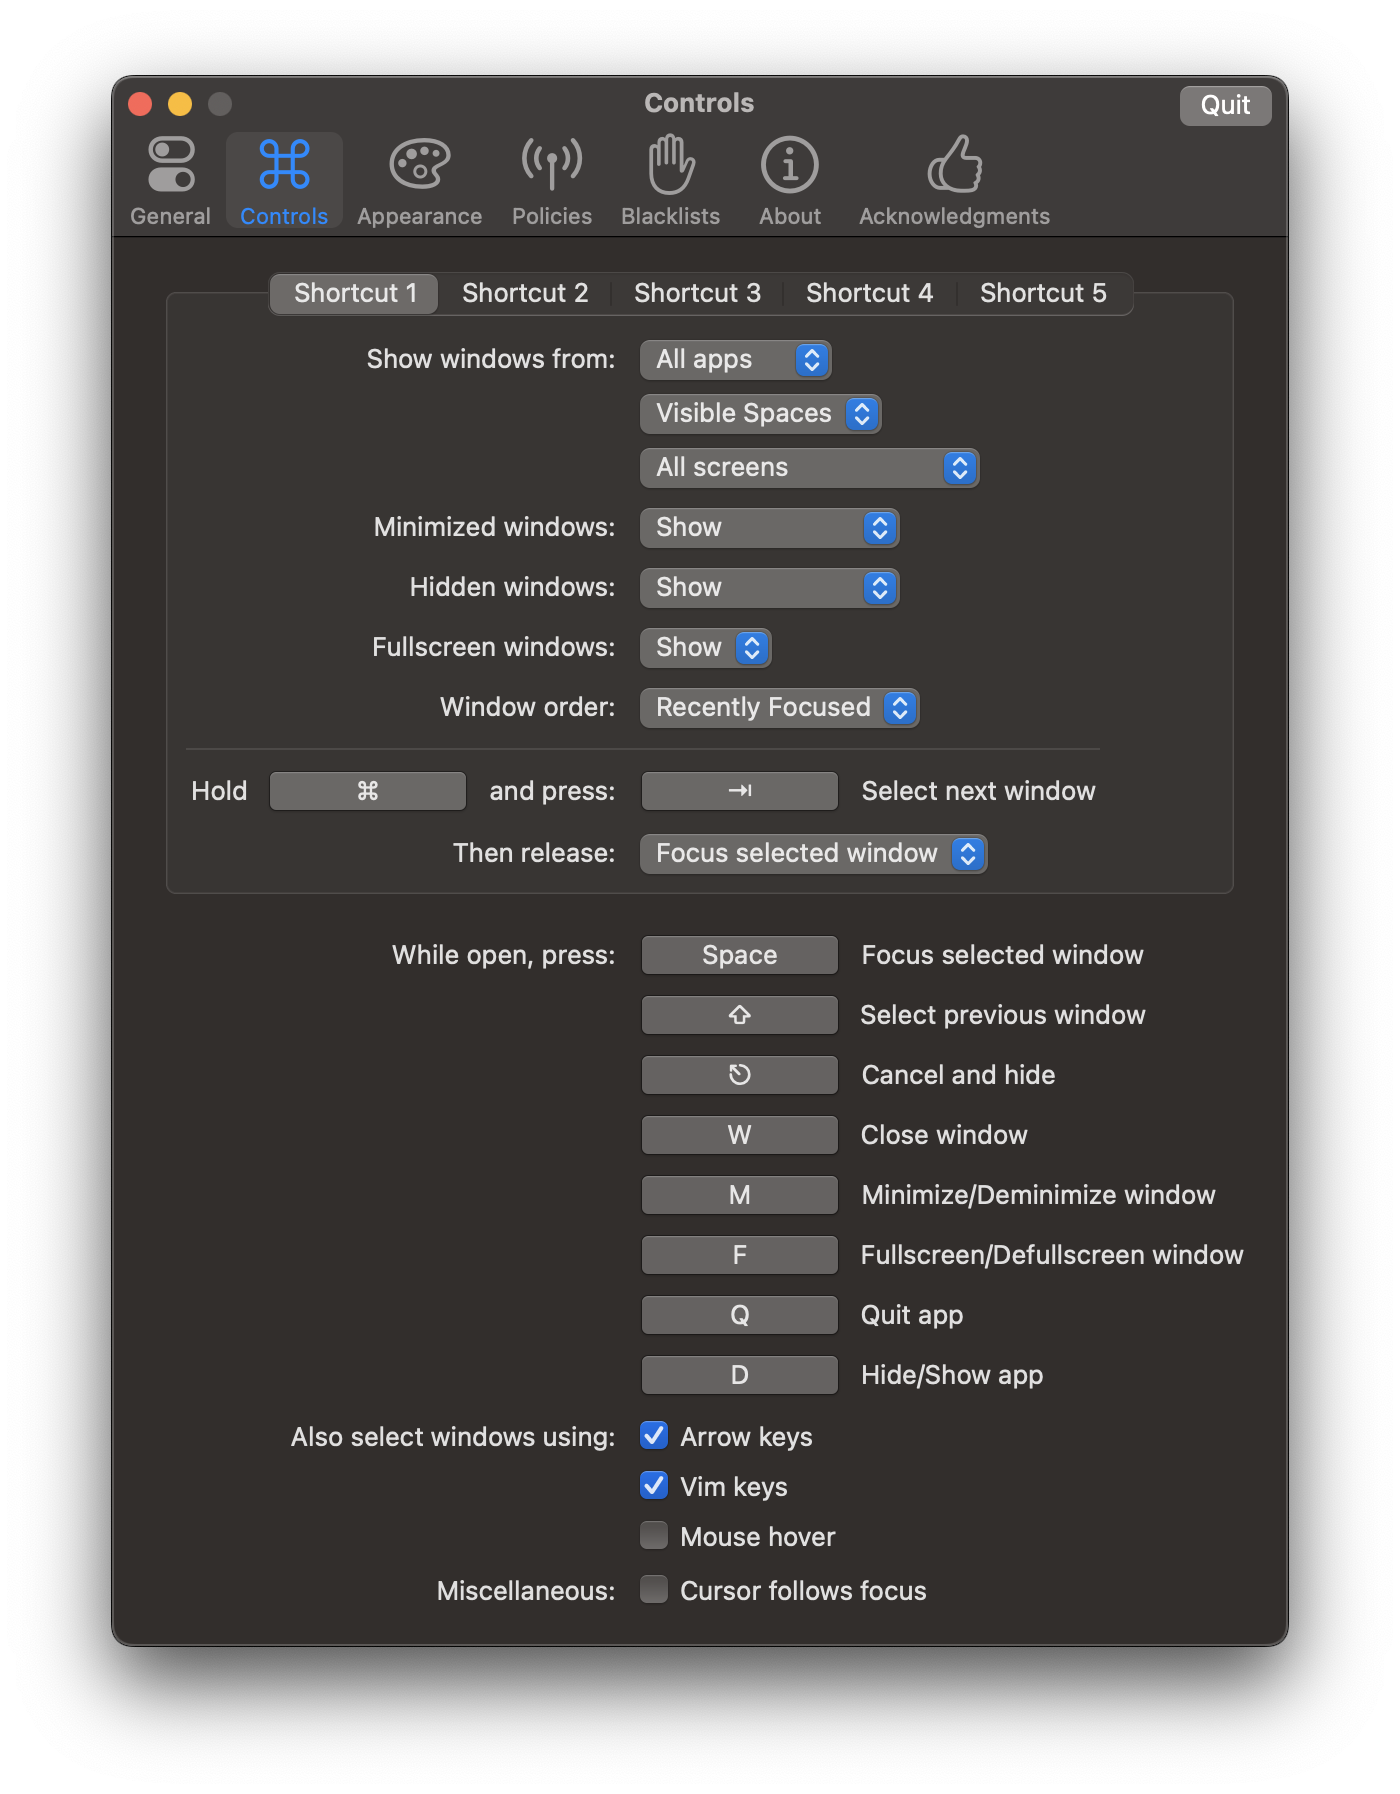 Controls
Quit
General Controls Appearance Policies Blacklists About Acknowledgments
Shortcut 1 Shortcut 2 Shortcut 3 Shortcut 4 Shortcut 5
Show windows from: All apps
Visible Spaces
All screens
Minimized windows: Show
Hidden windows: Show
Fullscreen windows: Show
Window order: Recently Focused
Hold ⌘ and press: ⇥ Select next window
Then release: Focus selected window
While open, press: Space Focus selected window
⇧ Select previous window
⎋ Cancel and hide
W Close window
M Minimize/Deminimize window
F Fullscreen/Defullscreen window
Q Quit app
D Hide/Show app
Also select windows using: Arrow keys
Vim keys
Mouse hover
Miscellaneous: Cursor follows focus